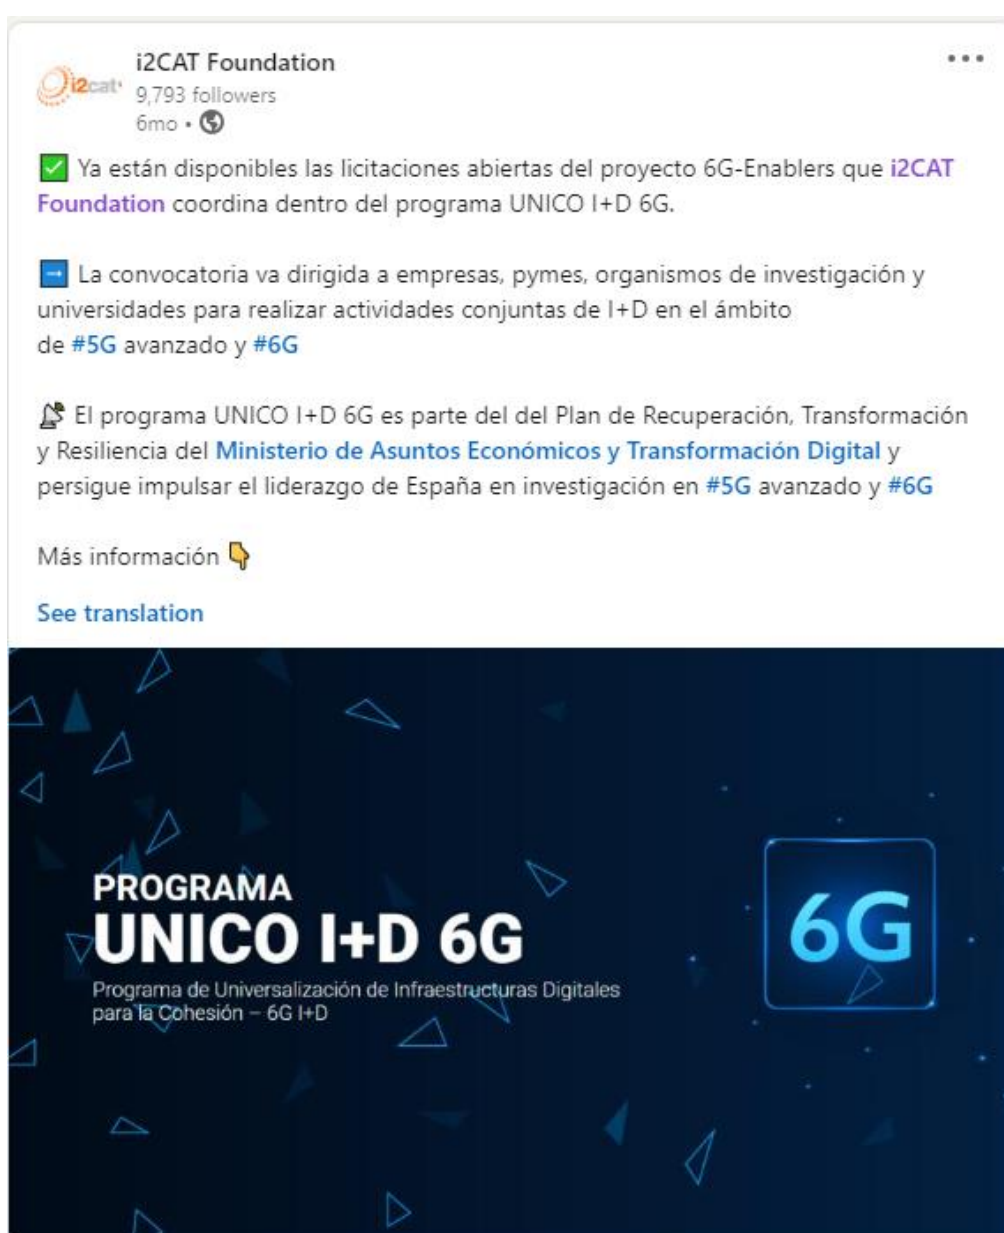 i2CAT Foundation
i2cat
9,793 followers
6mo •
✅ Ya están disponibles las licitaciones abiertas del proyecto 6G-Enablers que i2CAT
Foundation coordina dentro del programa UNICO I+D 6G.
➡️ La convocatoria va dirigida a empresas, pymes, organismos de investigación y
universidades para realizar actividades conjuntas de I+D en el ámbito
de #5G avanzado y #6G
📡 El programa UNICO I+D 6G es parte del del Plan de Recuperación, Transformación
y Resiliencia del Ministerio de Asuntos Económicos y Transformación Digital y
persigue impulsar el liderazgo de España en investigación en #5G avanzado y #6G
Más información 👇
See translation
PROGRAMA
UNICO I+D 6G
Programa de Universalización de Infraestructuras Digitales
para la Cohesión – 6G I+D
6G